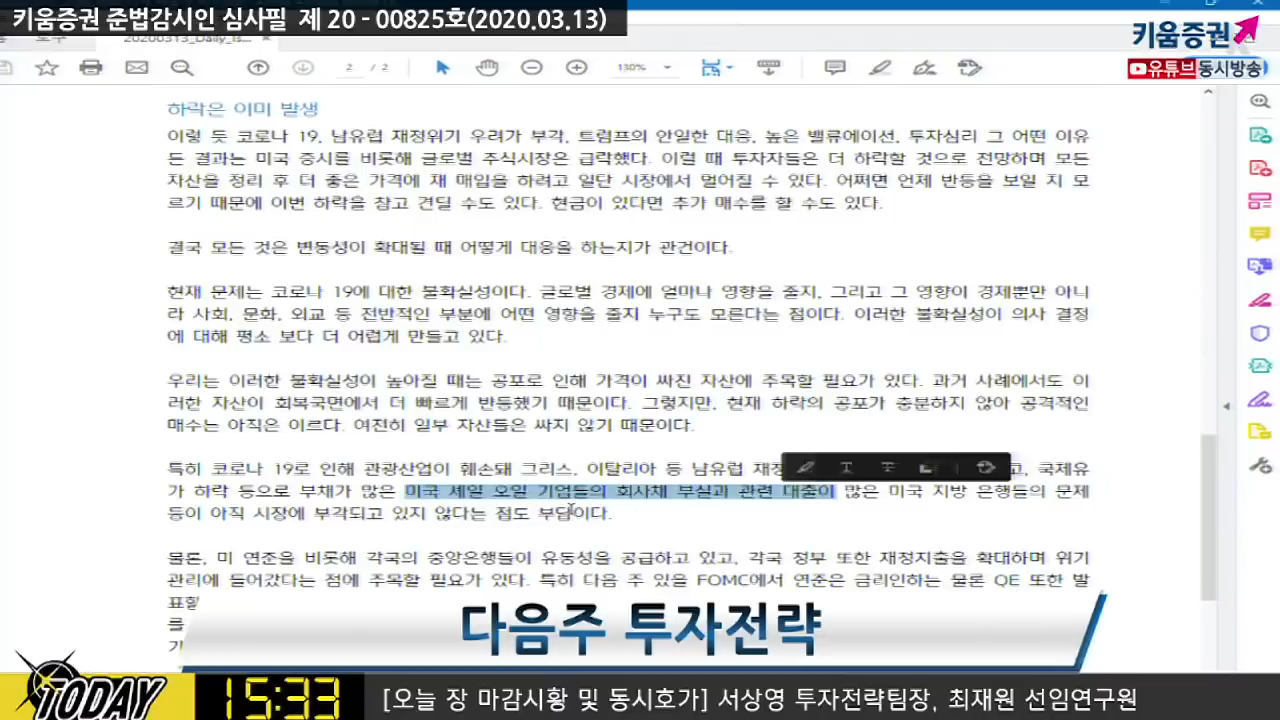 키움증권 준법감시인 심사필 제 20 - 00825호(2020.03.13)
키움증권
유튜브 동시방송
20200313_Daily_Is...
2 / 2
130%
하락은 이미 발생
이렇 듯 코로나 19, 남유럽 재정위기 우려가 부각, 트럼프의 안일한 대응, 높은 밸류에이션, 투자심리 그 어떤 이유
든 결과는 미국 증시를 비롯해 글로벌 주식시장은 급락했다. 이럴 때 투자자들은 더 하락할 것으로 전망하며 모든
자산을 정리 후 더 좋은 가격에 재 매입을 하려고 일단 시장에서 멀어질 수 있다. 어쩌면 언제 반등을 보일 지 모
르기 때문에 이번 하락을 참고 견딜 수도 있다. 현금이 있다면 추가 매수를 할 수도 있다.
결국 모든 것은 변동성이 확대될 때 어떻게 대응을 하는지가 관건이다.
현재 문제는 코로나 19에 대한 불확실성이다. 글로벌 경제에 얼마나 영향을 줄지, 그리고 그 영향이 경제뿐만 아니
라 사회, 문화, 외교 등 전반적인 부분에 어떤 영향을 줄지 누구도 모른다는 점이다. 이러한 불확실성이 의사 결정
에 대해 평소 보다 더 어렵게 만들고 있다.
우리는 이러한 불확실성이 높아질 때는 공포로 인해 가격이 싸진 자산에 주목할 필요가 있다. 과거 사례에서도 이
러한 자산이 회복국면에서 더 빠르게 반등했기 때문이다. 그렇지만, 현재 하락의 공포가 충분하지 않아 공격적인
매수는 아직은 이르다. 여전히 일부 자산들은 싸지 않기 때문이다.
특히 코로나 19로 인해 관광산업이 훼손돼 그리스, 이탈리아 등 남유럽 재정 고, 국제유
가 하락 등으로 부채가 많은 미국 셰일 오일 기업들의 회사채 부실과 관련 대출이 많은 미국 지방 은행들의 문제
등이 아직 시장에 부각되고 있지 않다는 점도 부담이다.
물론, 미 연준을 비롯해 각국의 중앙은행들이 유동성을 공급하고 있고, 각국 정부 또한 재정지출을 확대하며 위기
관리에 들어갔다는 점에 주목할 필요가 있다. 특히 다음 주 있을 FOMC에서 연준은 금리인하는 물론 QE 또한 발
표할
를
기
다음주 투자전략
TODAY
15:33
[오늘 장 마감시황 및 동시호가] 서상영 투자전략팀장, 최재원 선임연구원